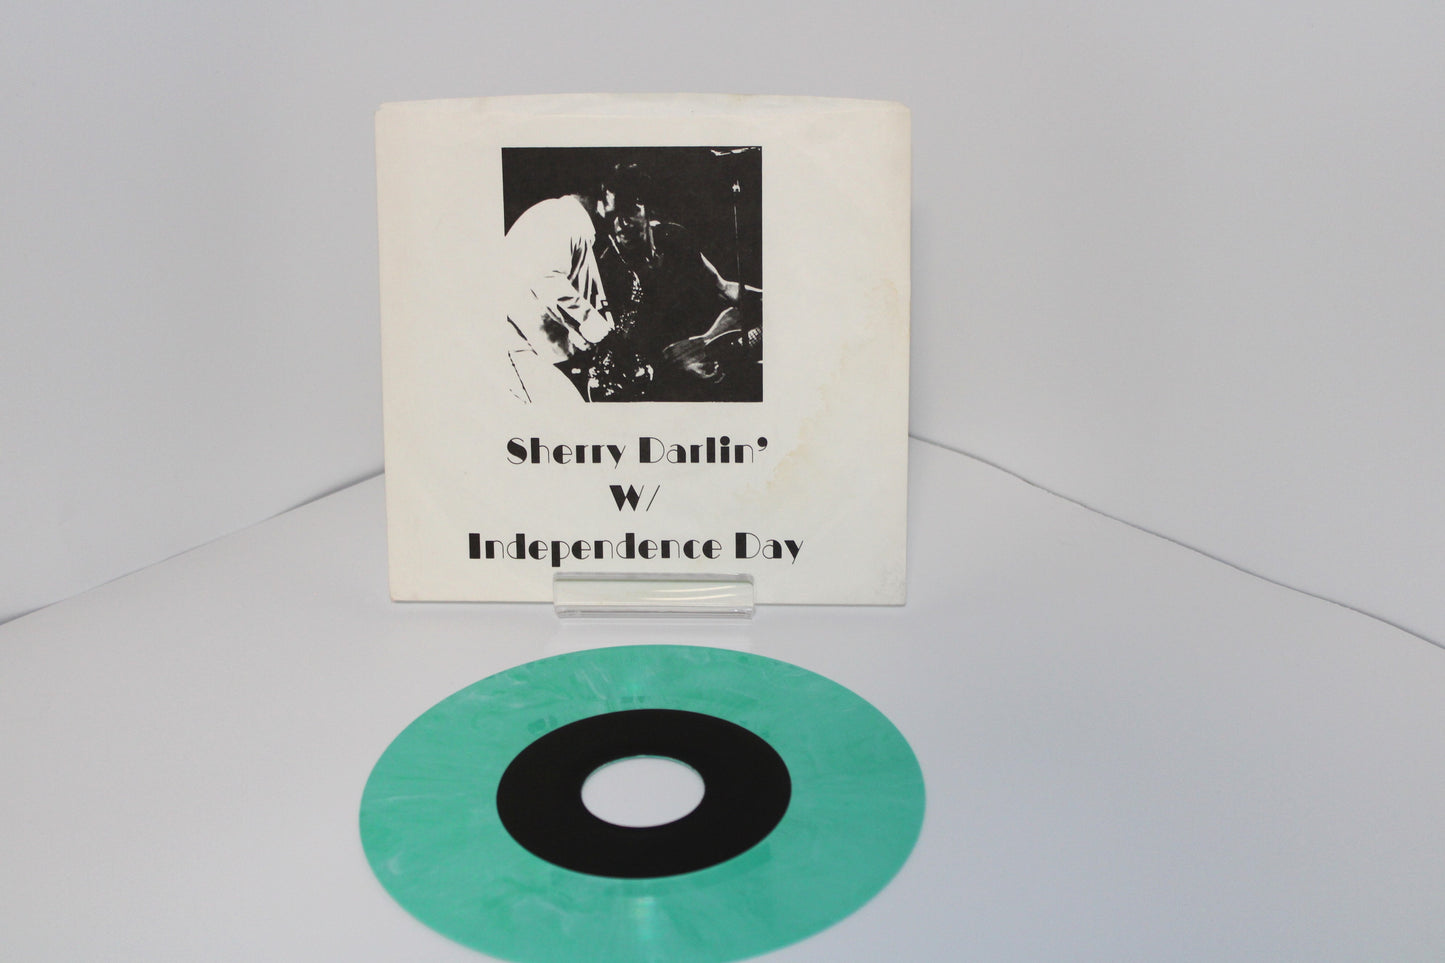 Sherry Darlin'
W/
Independence Day